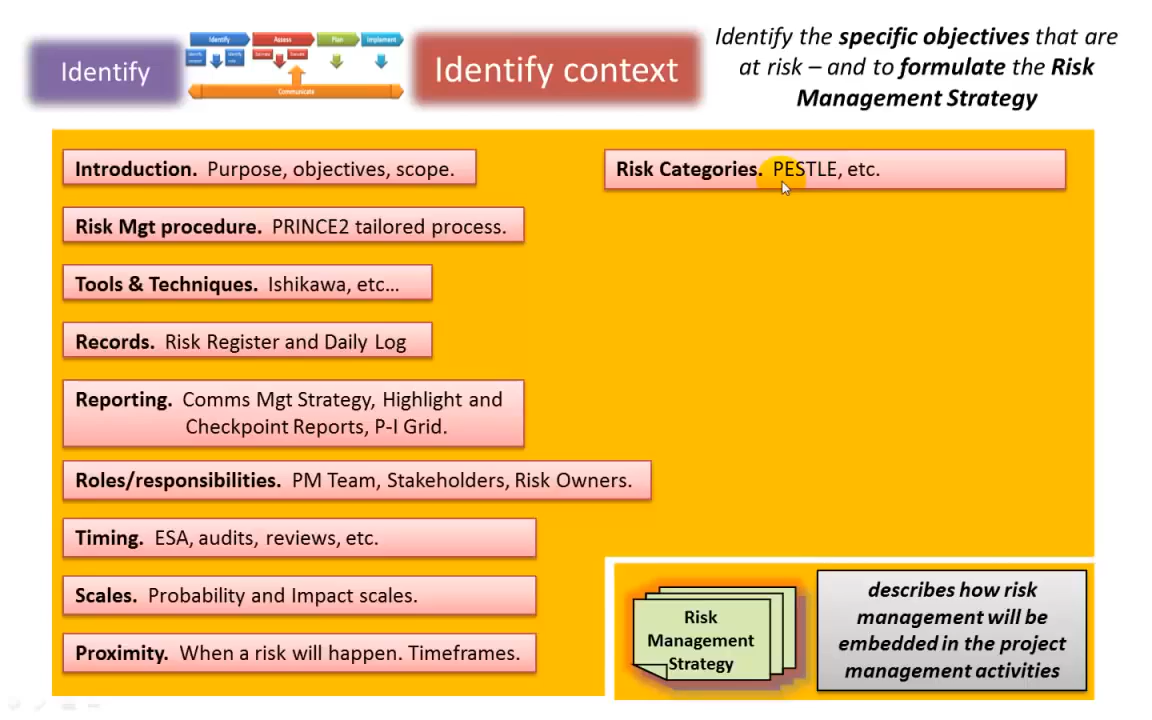 Identify
Identify
Assess
Plan
Implement
Communicate
Identify context
Identify the specific objectives that are
at risk – and to formulate the Risk
Management Strategy
Introduction. Purpose, objectives, scope.
Risk Mgt procedure. PRINCE2 tailored process.
Tools & Techniques. Ishikawa, etc...
Records. Risk Register and Daily Log
Reporting. Comms Mgt Strategy, Highlight and
Checkpoint Reports, P-I Grid.
Roles/responsibilities. PM Team, Stakeholders, Risk Owners.
Timing. ESA, audits, reviews, etc.
Scales. Probability and Impact scales.
Proximity. When a risk will happen. Timeframes.
Risk Categories. PESTLE, etc.
Risk
Management
Strategy
describes how risk
management will be
embedded in the project
management activities